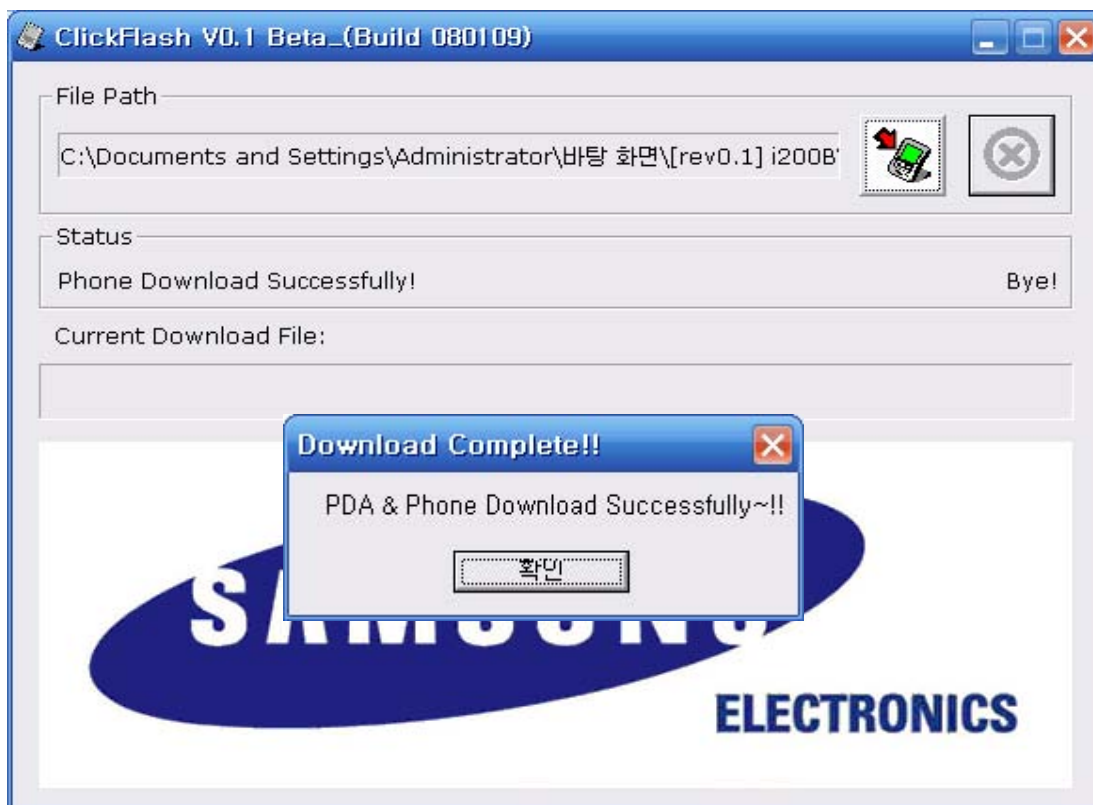 ClickFlash V0.1 Beta_(Build 080109)
File Path
C:\Documents and Settings\Administrator\바탕 화면\[rev0.1] i200B
Status
Phone Download Successfully! Bye!
Current Download File:
Download Complete!!
PDA & Phone Download Successfully~!!
확인
SAMSUNG
ELECTRONICS